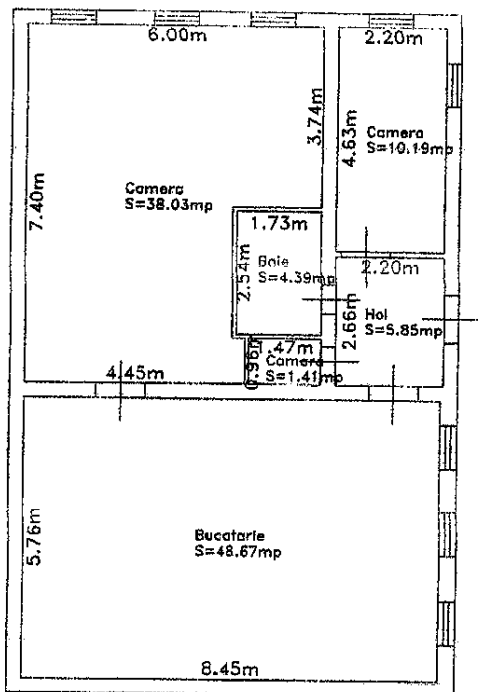 6.00m
2.20m
3.74m
4.63m
Camera
S=10.19mp
7.40m
Camera
S=38.03mp
1.73m
2.54m
Baie
S=4.39mp
2.20m
2.66m
Hol
S=5.85mp
0.96m
1.47m
Camera
S=1.41mp
4.45m
5.76m
Bucatarie
S=48.67mp
8.45m